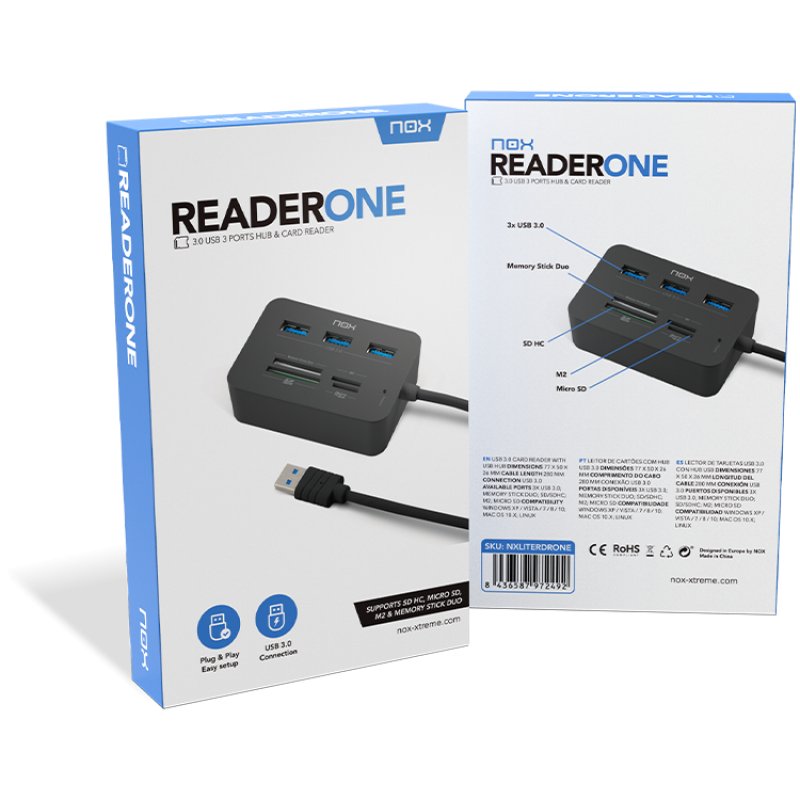 READERONE
nox
READERONE
3.0 USB 3 PORTS HUB & CARD READER
nox
USB 3.0
Plug & Play
Easy setup
USB 3.0
Connection
SUPPORTS SD HC, MICRO SD,
M2 & MEMORY STICK DUO
nox-xtreme.com
nox
READERONE
nox
READERONE
3.0 USB 3 PORTS HUB & CARD READER
3x USB 3.0
Memory Stick Duo
SD HC
M2
Micro SD
nox
EN USB 3.0 CARD READER WITH
USB HUB DIMENSIONS 77 X 50 X
26 MM CABLE LENGTH 280 MM
CONNECTION USB 3.0
AVAILABLE PORTS 3X USB 3.0;
MEMORY STICK DUO; SD/SDHC;
M2; MICRO SD COMPATIBILITY
WINDOWS XP / VISTA / 7 / 8 / 10;
MAC OS 10.X; LINUX
PT LEITOR DE CARTÕES.COM HUB
USB 3.0 DIMENSÕES 77 X 50 X 26
MM COMPRIMENTO DO CABO
280 MM CONEXÃO USB 3.0
PORTAS DISPONÍVEIS 3X USB 3.0;
MEMORY STICK DUO; SD/SDHC;
M2; MICRO SD COMPATIBILIDADE
WINDOWS XP / VISTA / 7 / 8 / 10;
MAC OS 10.X; LINUX
ES LECTOR DE TARJETAS USB 3.0
CON HUB USB DIMENSIONES 77
X 50 X 26 MM LONGITUD DEL
CABLE 280 MM CONEXIÓN USB
3.0 PUERTOS DISPONIBLES 3X
USB 3.0; MEMORY STICK DUO;
SD/SDHC; M2; MICRO SD
COMPATIBILIDAD WINDOWS XP /
VISTA / 7 / 8 / 10; MAC OS 10.X;
LINUX
SKU: NXLITERDRONE
8 436587 972492
CE RoHS
COMPLIANT
Designed in Europe by NOX
Made in China
nox-xtreme.com